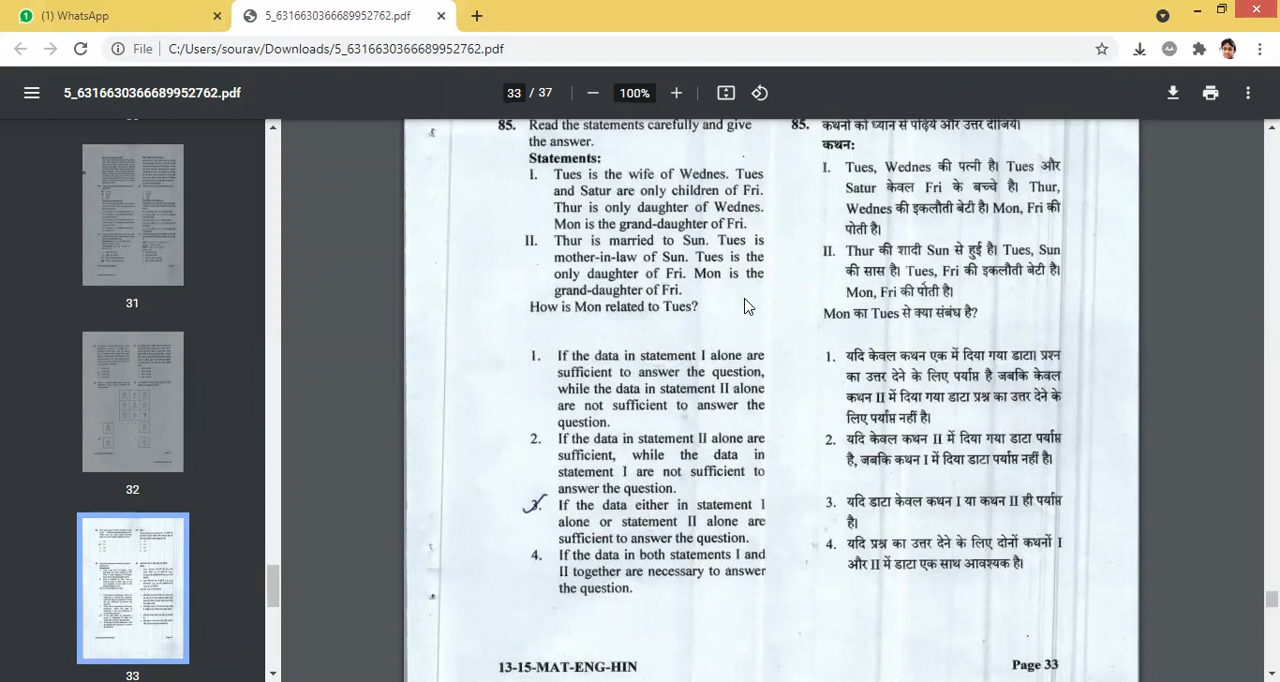 (1) WhatsApp
5_6316630366689952762.pdf
File
C:/Users/sourav/Downloads/5_6316630366689952762.pdf
5_6316630366689952762.pdf
33 / 37
100%
31
32
33
85. Read the statements carefully and give
the answer.
Statements:
I. Tues is the wife of Wednes. Tues
and Satur are only children of Fri.
Thur is only daughter of Wednes.
Mon is the grand-daughter of Fri.
II. Thur is married to Sun. Tues is
mother-in-law of Sun. Tues is the
only daughter of Fri. Mon is the
grand-daughter of Fri.
How is Mon related to Tues?
1. If the data in statement I alone are
sufficient to answer the question,
while the data in statement II alone
are not sufficient to answer the
question.
2. If the data in statement II alone are
sufficient, while the data in
statement I are not sufficient to
answer the question.
3. If the data either in statement I
alone or statement II alone are
sufficient to answer the question.
4. If the data in both statements I and
II together are necessary to answer
the question.
13-15-MAT-ENG-HIN
85. कथनों को ध्यान से पढ़िये और उत्तर दीजिये।
कथन:
I. Tues, Wednes की पत्नी है। Tues और
Satur केवल Fri के बच्चे है। Thur,
Wednes की इकलौती बेटी है। Mon, Fri की
पोती है।
II. Thur की शादी Sun से हुई है। Tues, Sun
की सास है। Tues, Fri की इकलौती बेटी है।
Mon, Fri की पोती है।
Mon का Tues से क्या संबंध है?
1. यदि केवल कथन एक में दिया गया डाटा। प्रश्न
का उत्तर देने के लिए पर्याप्त है जबकि केवल
कथन II में दिया गया डाटा प्रश्न का उत्तर देने के
लिए पर्याप्त नहीं है।
2. यदि केवल कथन II में दिया गया डाटा पर्याप्त
है, जबकि कथन I में दिया डाटा पर्याप्त नहीं है।
3. यदि डाटा केवल कथन I या कथन II ही पर्याप्त
है।
4. यदि प्रश्न का उत्तर देने के लिए दोनों कथनों I
और II में डाटा एक साथ आवश्यक है।
Page 33